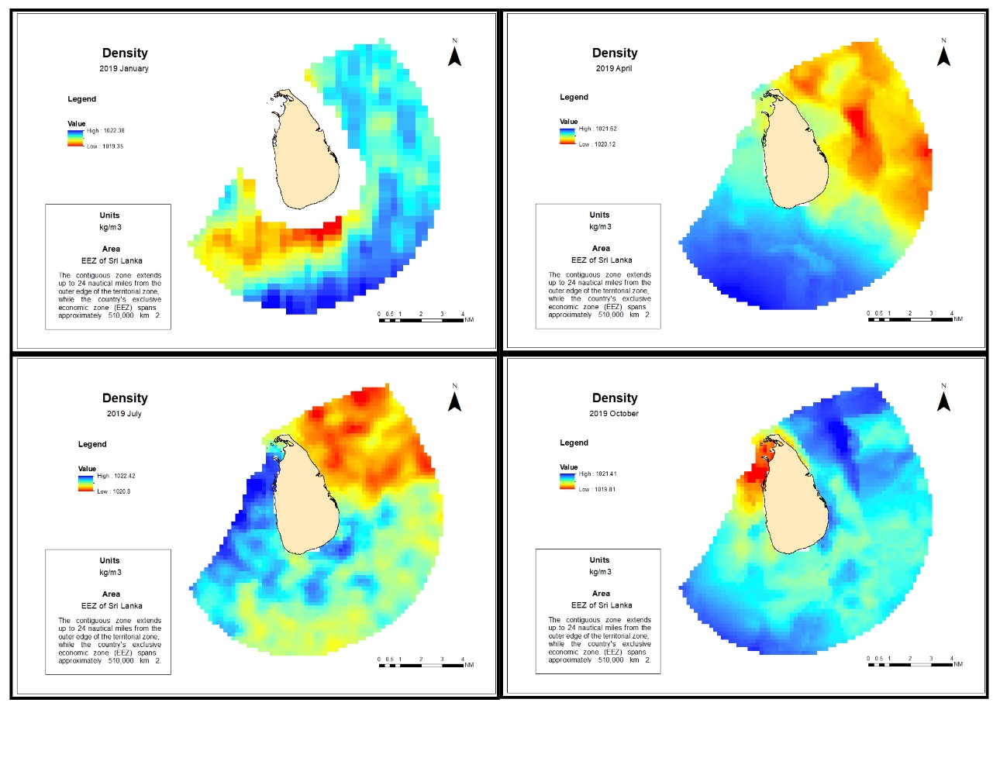 Density
2019 January
N
Legend
Value
High : 1022.38
Low : 1019.35
Units
kg/m3
Area
EEZ of Sri Lanka
The contiguous zone extends
up to 24 nautical miles from the
outer edge of the territorial zone,
while the country's exclusive
economic zone (EEZ) spans
approximately 510,000 km 2.
0 0.5 1 2 3 4
NM
Density
2019 April
N
Legend
Value
High : 1021.62
Low : 1020.12
Units
kg/m3
Area
EEZ of Sri Lanka
The contiguous zone extends
up to 24 nautical miles from the
outer edge of the territorial zone,
while the country's exclusive
economic zone (EEZ) spans
approximately 510,000 km 2.
0 0.5 1 2 3 4
NM
Density
2019 July
N
Legend
Value
High : 1022.42
Low : 1020.8
Units
kg/m3
Area
EEZ of Sri Lanka
The contiguous zone extends
up to 24 nautical miles from the
outer edge of the territorial zone,
while the country's exclusive
economic zone (EEZ) spans
approximately 510,000 km 2.
0 0.5 1 2 3 4
NM
Density
2019 October
N
Legend
Value
High : 1021.41
Low : 1019.81
Units
kg/m3
Area
EEZ of Sri Lanka
The contiguous zone extends
up to 24 nautical miles from the
outer edge of the territorial zone,
while the country's exclusive
economic zone (EEZ) spans
approximately 510,000 km 2.
0 0.5 1 2 3 4
NM